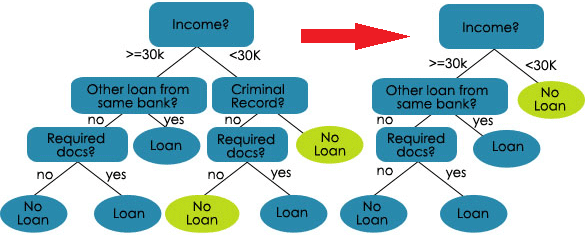 Income?
>=30k
<30K
Other loan from
same bank?
Criminal
Record?
no
yes
no
Required
docs?
Loan
Required
docs?
No
Loan
no
yes
no
yes
No
Loan
Loan
No
Loan
Loan
Income?
>=30k
<30K
Other loan from
same bank?
No
Loan
no
yes
Required
docs?
Loan
no
yes
No
Loan
Loan